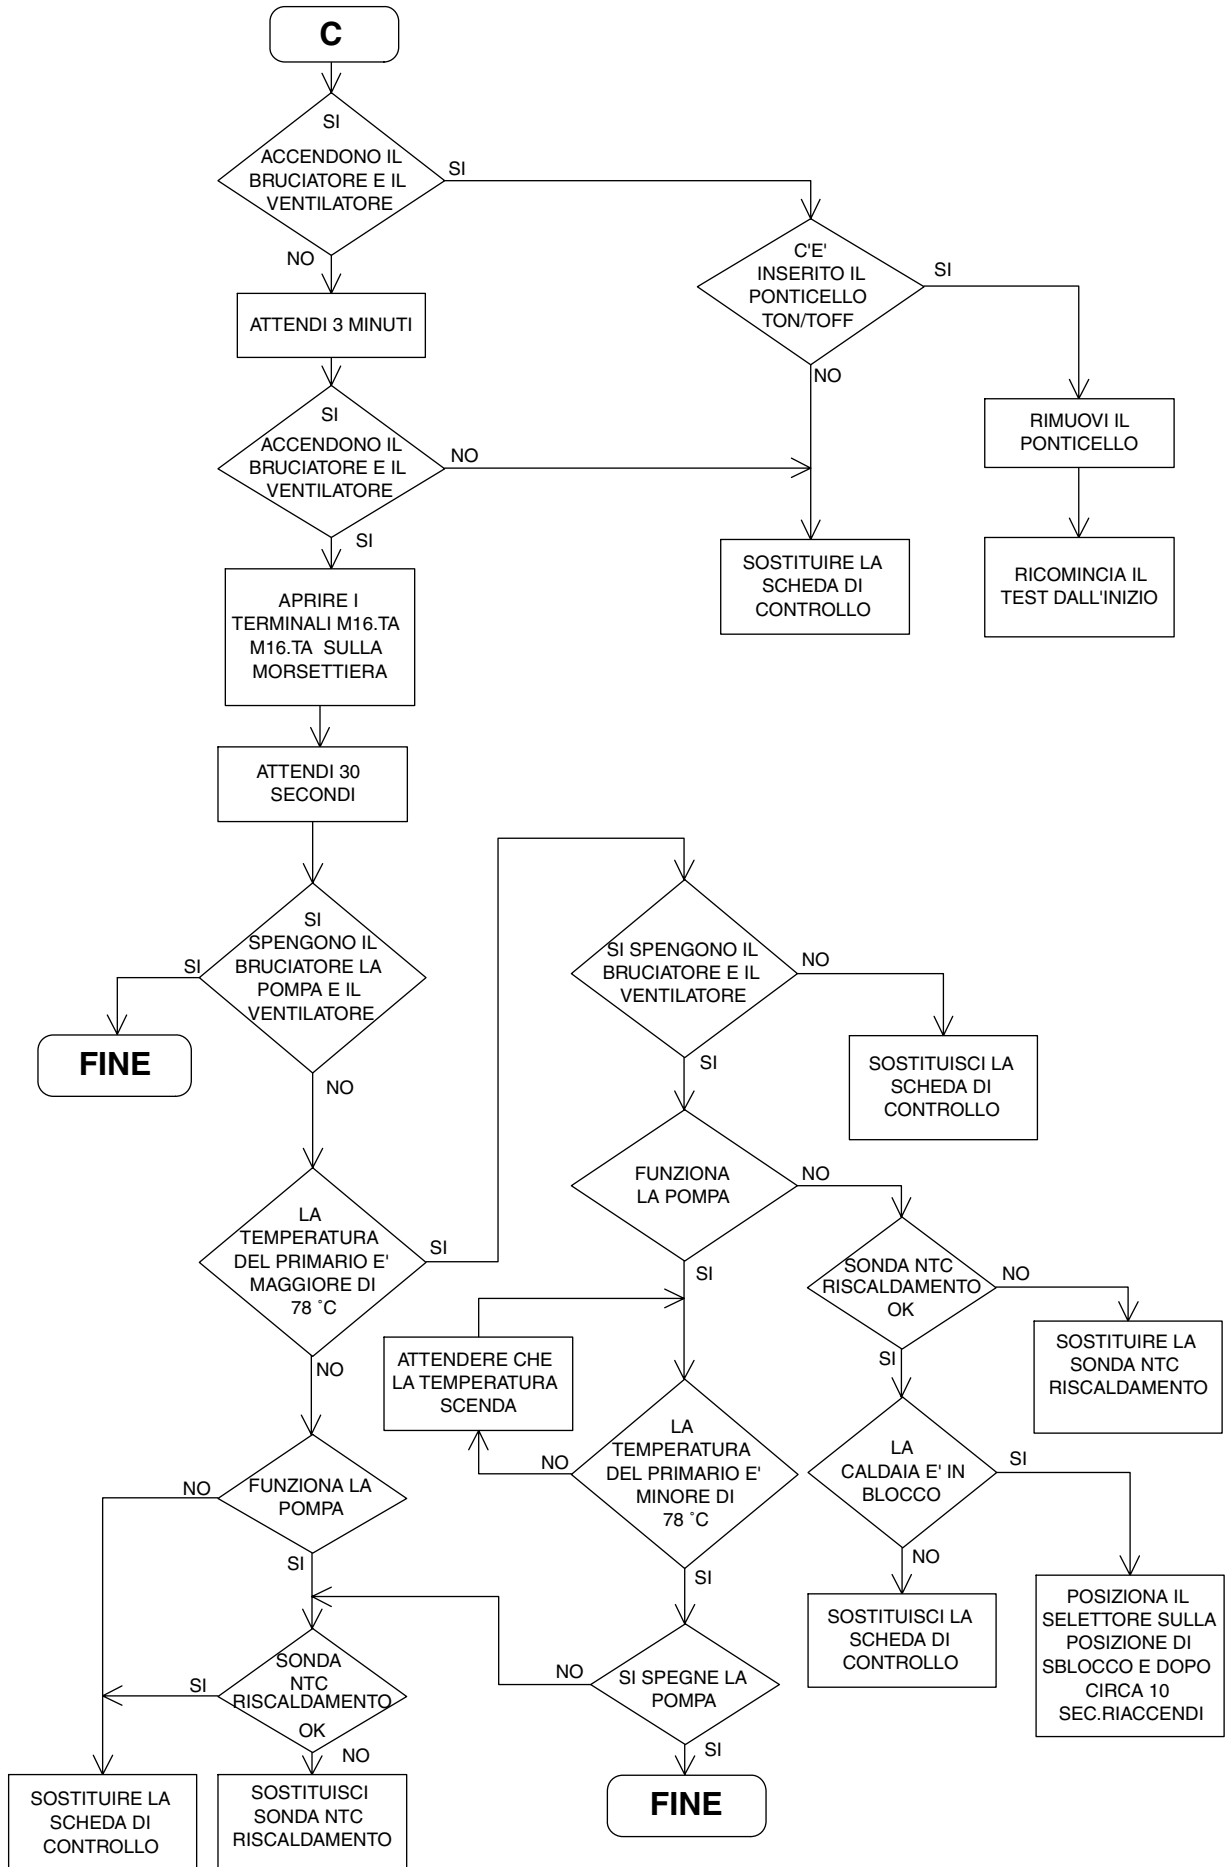 C
SI
ACCENDONO IL
BRUCIATORE E IL
VENTILATORE
SI
NO
C'E'
INSERITO IL
PONTICELLO
TON/TOFF
SI
NO
ATTENDI 3 MINUTI
SI
ACCENDONO IL
BRUCIATORE E IL
VENTILATORE
NO
SI
RIMUOVI IL
PONTICELLO
SOSTITUIRE LA
SCHEDA DI
CONTROLLO
RICOMINCIA IL
TEST DALL'INIZIO
APRIRE I
TERMINALI M16.TA
M16.TA SULLA
MORSETTIERA
ATTENDI 30
SECONDI
SI
SPENGONO IL
BRUCIATORE LA
POMPA E IL
VENTILATORE
SI
NO
FINE
SI SPENGONO IL
BRUCIATORE E IL
VENTILATORE
NO
SI
SOSTITUISCI LA
SCHEDA DI
CONTROLLO
LA
TEMPERATURA
DEL PRIMARIO E'
MAGGIORE DI
78 °C
SI
NO
FUNZIONA
LA POMPA
NO
SI
SONDA NTC
RISCALDAMENTO
OK
NO
SI
SOSTITUIRE LA
SONDA NTC
RISCALDAMENTO
ATTENDERE CHE
LA TEMPERATURA
SCENDA
LA
TEMPERATURA
DEL PRIMARIO E'
MINORE DI
78 °C
NO
SI
LA
CALDAIA E' IN
BLOCCO
SI
NO
FUNZIONA LA
POMPA
NO
SI
SOSTITUISCI LA
SCHEDA DI
CONTROLLO
POSIZIONA IL
SELETTORE SULLA
POSIZIONE DI
SBLOCCO E DOPO
CIRCA 10
SEC.RIACCENDI
SONDA
NTC
RISCALDAMENTO
OK
SI
NO
SI SPEGNE LA
POMPA
NO
SI
SOSTITUIRE LA
SCHEDA DI
CONTROLLO
SOSTITUISCI
SONDA NTC
RISCALDAMENTO
FINE